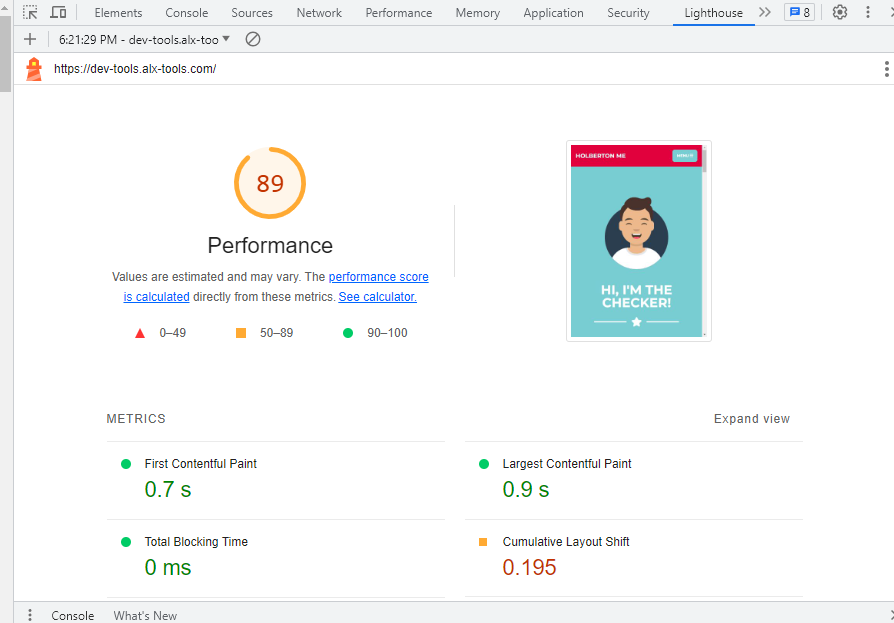 Elements Console Sources Network Performance Memory Application Security Lighthouse 8
6:21:29 PM - dev-tools.alx-too
https://dev-tools.alx-tools.com/
89
Performance
Values are estimated and may vary. The performance score
is calculated directly from these metrics. See calculator.
0–49 50–89 90–100
HOLBERTON ME
HI, I'M THE
CHECKER!
METRICS Expand view
First Contentful Paint
0.7 s
Largest Contentful Paint
0.9 s
Total Blocking Time
0 ms
Cumulative Layout Shift
0.195
Console What's New